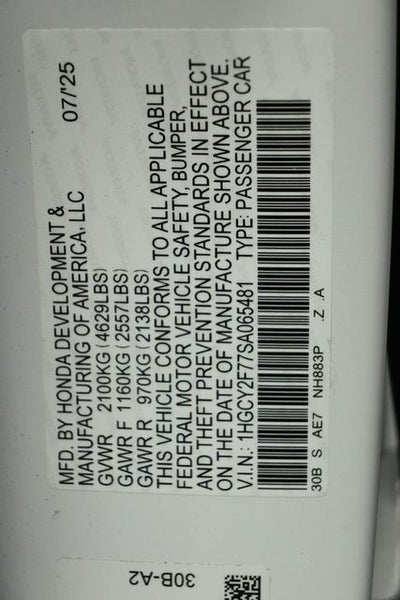 MFD. BY HONDA DEVELOPMENT & 07/'25
MANUFACTURING OF AMERICA, LLC
GVWR 2100KG (4629LBS)
GAWR F 1160KG (2557LBS)
GAWR R 970KG (2138LBS)
THIS VEHICLE CONFORMS TO ALL APPLICABLE
FEDERAL MOTOR VEHICLE SAFETY, BUMPER,
AND THEFT PREVENTION STANDARDS IN EFFECT
ON THE DATE OF MANUFACTURE SHOWN ABOVE.
V.I.N.: 1HGCY2F77SA065481 TYPE: PASSENGER CAR
30B S AE7 NH883P .Z .A
30B-A2